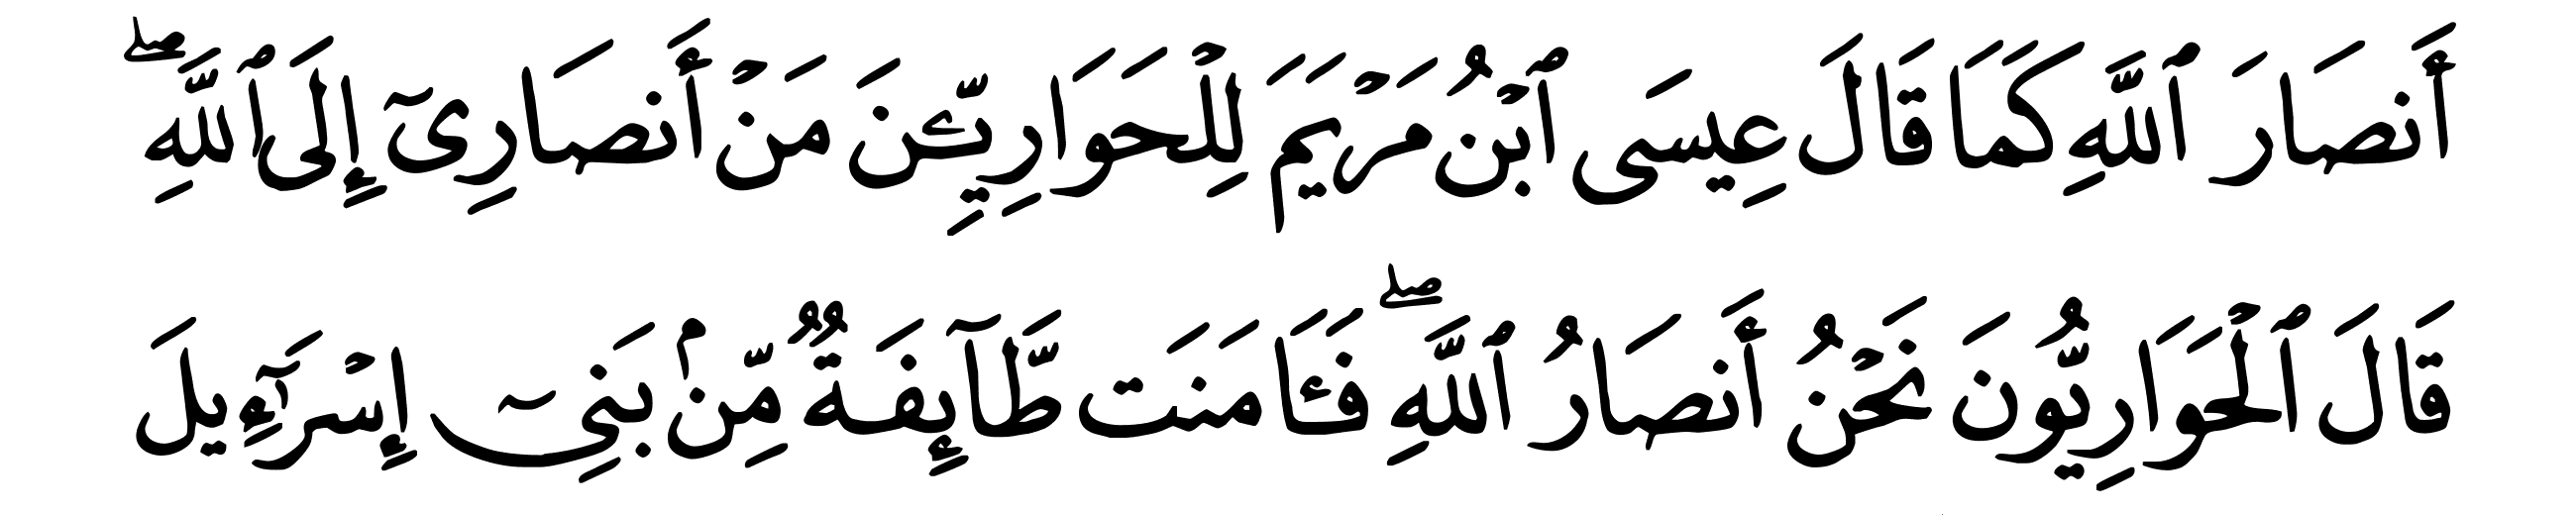 أَنصَارَ ٱللَّهِ كَمَا قَالَ عِيسَى ٱبۡنُ مَرۡيَمَ لِلۡحَوَارِيِّـۧنَ مَنۡ أَنصَارِيٓ إِلَى ٱللَّهِۖ
قَالَ ٱلۡحَوَارِيُّونَ نَحۡنُ أَنصَارُ ٱللَّهِۖ فَـَٔامَنَت طَّآئِفَةٞ مِّنۢ بَنِيٓ إِسۡرَٰٓءِيلَ